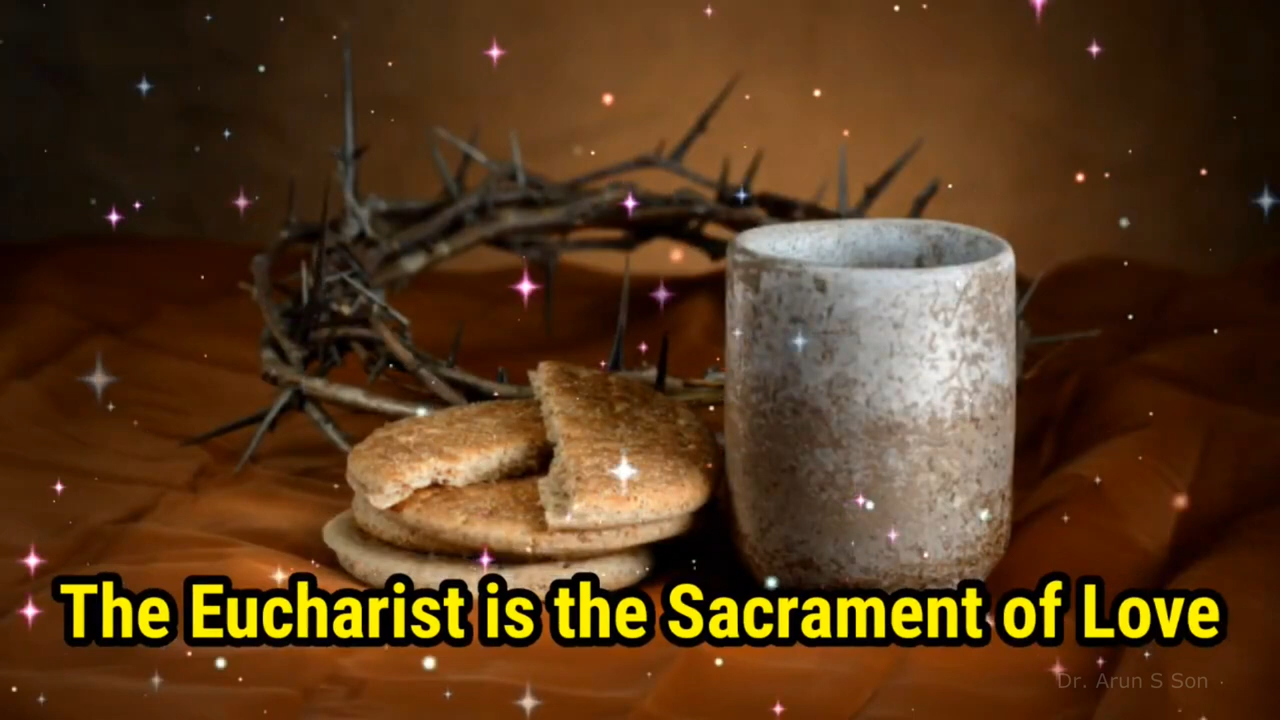 The Eucharist is the Sacrament of Love
Dr. Arun S Son